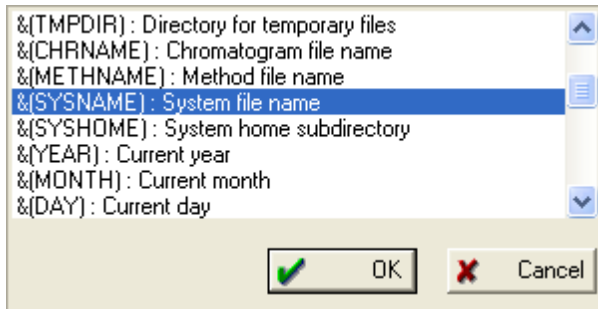 &(TMPDIR) : Directory for temporary files
&(CHRNAME) : Chromatogram file name
&(METHNAME) : Method file name
&(SYSNAME) : System file name
&(SYSHOME) : System home subdirectory
&(YEAR) : Current year
&(MONTH) : Current month
&(DAY) : Current day
OK Cancel